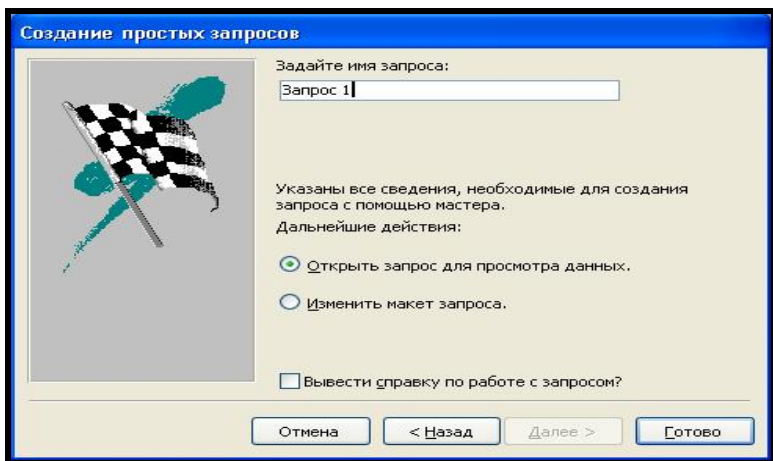 Создание простых запросов
Задайте имя запроса:
Запрос 1
Указаны все сведения, необходимые для создания
запроса с помощью мастера.
Дальнейшие действия:
Открыть запрос для просмотра данных.
Изменить макет запроса.
Вывести справку по работе с запросом?
Отмена
< Назад
Далее >
Готово